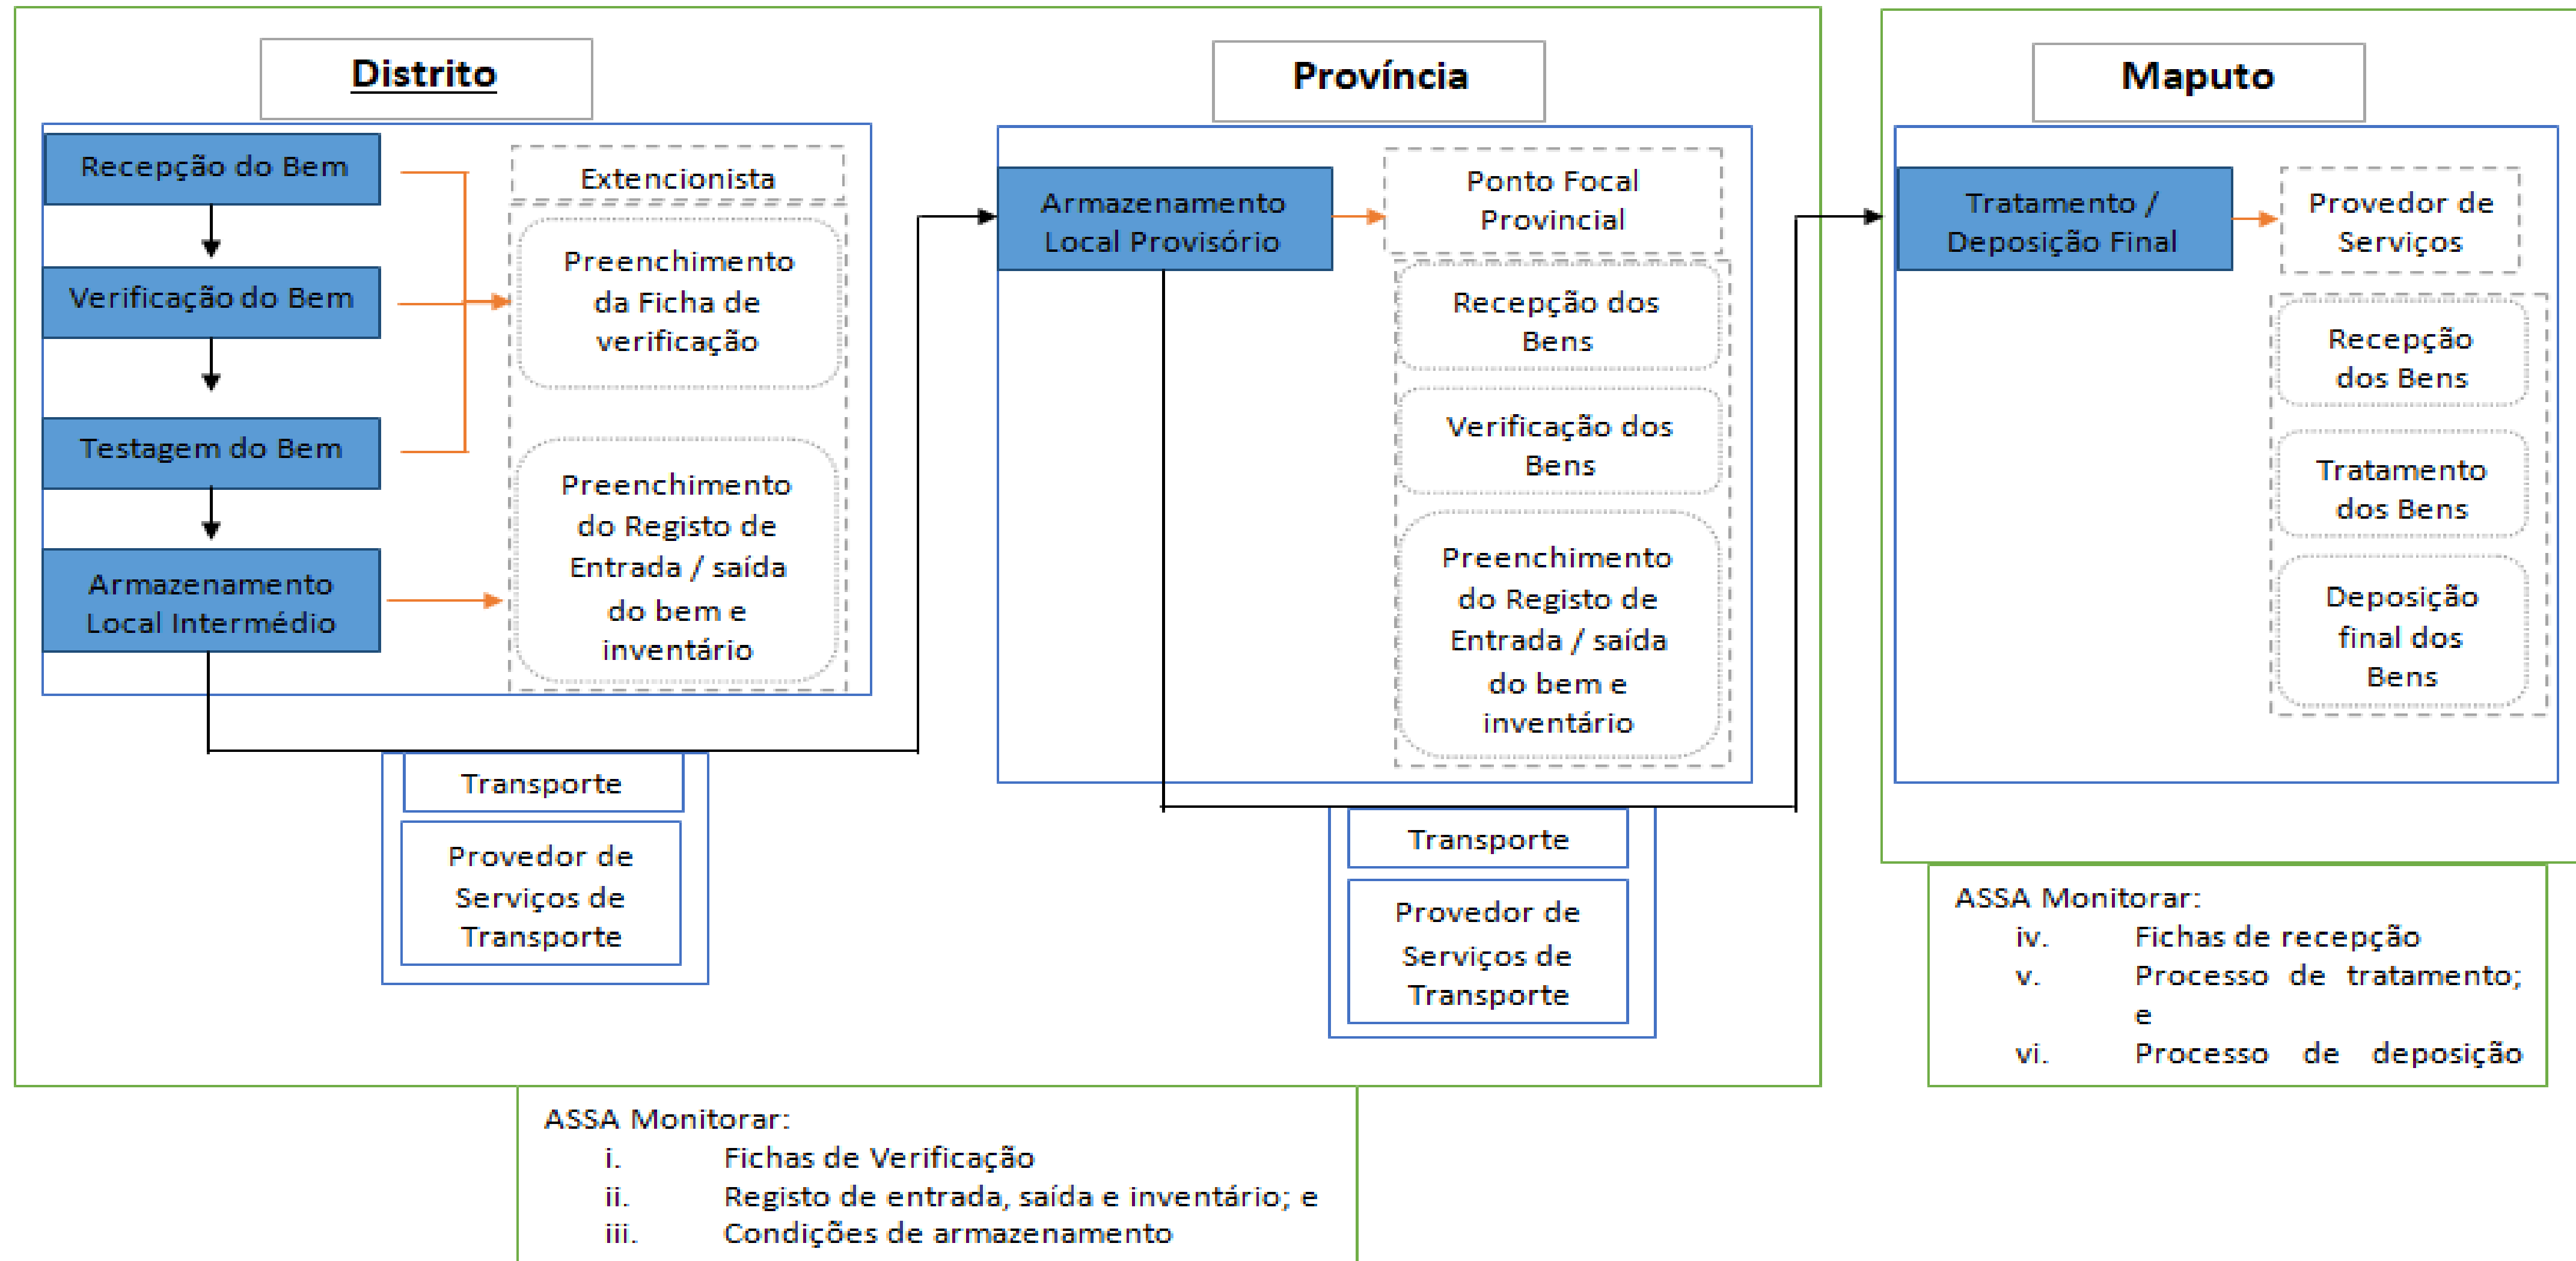 Distrito
Recepção do Bem
Verificação do Bem
Testagem do Bem
Armazenamento
Local Intermédio
Extencionista
Preenchimento
da Ficha de
verificação
Preenchimento
do Registo de
Entrada / saída
do bem e
inventário
Transporte
Provedor de
Serviços de
Transporte
Província
Armazenamento
Local Provisório
Ponto Focal
Provincial
Recepção dos
Bens
Verificação dos
Bens
Preenchimento
do Registo de
Entrada / saída
do bem e
inventário
Transporte
Provedor de
Serviços de
Transporte
Maputo
Tratamento /
Deposição Final
Provedor de
Serviços
Recepção
dos Bens
Tratamento
dos Bens
Deposição
final dos
Bens
ASSA Monitorar:
i. Fichas de Verificação
ii. Registo de entrada, saída e inventário; e
iii. Condições de armazenamento
ASSA Monitorar:
iv. Fichas de recepção
v. Processo de tratamento;
e
vi. Processo de deposição